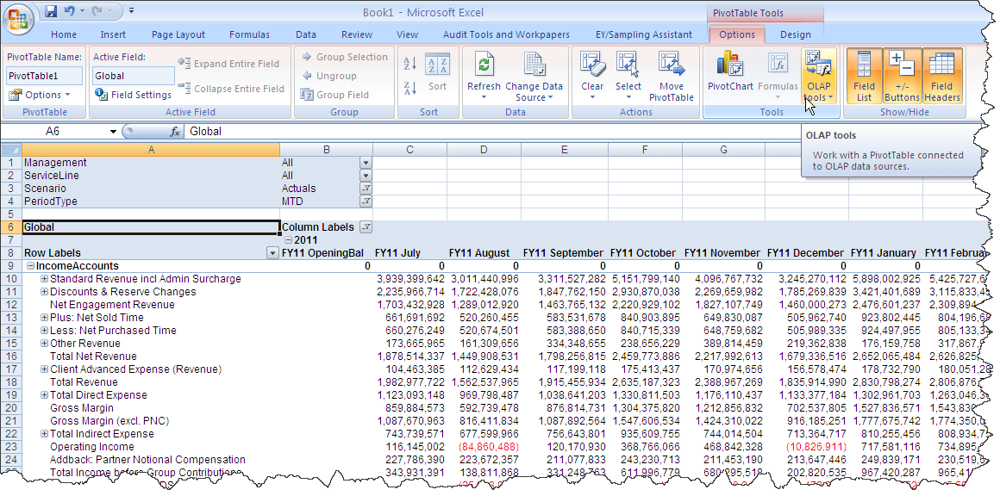 Book1 - Microsoft Excel
PivotTable Tools
Home Insert Page Layout Formulas Data Review View Audit Tools and Workpapers EY/Sampling Assistant Options Design
PivotTable Name:
PivotTable1
Options
PivotTable
Active Field:
Global
Field Settings
Expand Entire Field
Collapse Entire Field
Active Field
Group Selection
Ungroup
Group Field
Group
Sort
Sort
Refresh
Change Data Source
Data
Clear
Select
Move PivotTable
Actions
PivotChart
Formulas
OLAP tools
Tools
Field List
+/- Buttons
Field Headers
Show/Hide
A6 fx Global
OLAP tools
Work with a PivotTable connected
to OLAP data sources.
A B C D E F G
1 Management All
2 ServiceLine All
3 Scenario Actuals
4 PeriodType MTD
5
6 Global Column Labels
7 2011
8 Row Labels FY11 OpeningBal FY11 July FY11 August FY11 September FY11 October FY11 November FY11 December FY11 January
9 IncomeAccounts 0 0 0 0 0 0 0 0
10 Standard Revenue incl Admin Surcharge 3,939,399,642 3,011,440,996 3,311,527,282 5,151,799,140 4,096,767,732 3,245,270,112 5,898,002,925 5,425,727,6
11 Discounts & Reserve Changes 2,235,966,714 1,722,428,076 1,847,762,150 2,930,870,038 2,269,659,982 1,785,269,839 3,421,401,689 3,115,833,4
12 Net Engagement Revenue 1,703,432,928 1,289,012,920 1,463,765,132 2,220,929,102 1,827,107,749 1,460,000,273 2,476,601,237 2,309,894
13 Plus: Net Sold Time 661,691,692 520,260,455 583,531,678 840,903,895 649,830,087 505,962,740 923,802,445 804,196,6
14 Less: Net Purchased Time 660,276,249 520,674,501 583,388,650 840,715,339 648,759,682 505,989,335 924,497,955 805,133,3
15 Other Revenue 173,665,965 161,309,656 334,348,655 238,656,229 389,814,459 219,362,838 176,159,758 317,867
16 Total Net Revenue 1,878,514,337 1,449,908,531 1,798,256,815 2,459,773,886 2,217,992,613 1,679,336,516 2,652,065,484 2,626,825
17 Client Advanced Expense (Revenue) 104,463,385 112,629,434 117,199,118 175,413,437 170,974,656 156,578,474 178,732,790 180,051,2
18 Total Revenue 1,982,977,722 1,562,537,965 1,915,455,934 2,635,187,323 2,388,967,269 1,835,914,990 2,830,798,274 2,806,876
19 Total Direct Expense 1,123,093,148 969,798,487 1,038,641,203 1,330,811,503 1,176,110,437 1,133,377,184 1,302,961,703 1,263,046,3
20 Gross Margin 859,884,573 592,739,478 876,814,731 1,304,375,820 1,212,856,832 702,537,805 1,527,836,571 1,543,830
21 Gross Margin (excl. PNC) 1,087,670,963 816,411,834 1,087,892,564 1,547,606,534 1,424,310,022 916,185,251 1,777,675,742 1,774,350
22 Total Indirect Expense 743,739,571 677,599,966 756,643,801 935,609,755 744,014,504 713,364,717 810,255,456 808,934,7
23 Operating Income 116,145,002 (84,860,488) 120,170,930 368,766,066 468,842,328 (10,826,911) 717,581,116 734,895
24 Addback: Partner Notional Compensation 227,786,390 223,672,357 211,077,833 243,230,713 211,453,190 213,647,446 249,839,171 230,519,6
Total Income before Group Contributions 343,931,391 138,811,868 331,248,763 611,996,779 680,295,518 202,820,535 967,420,287 965,41